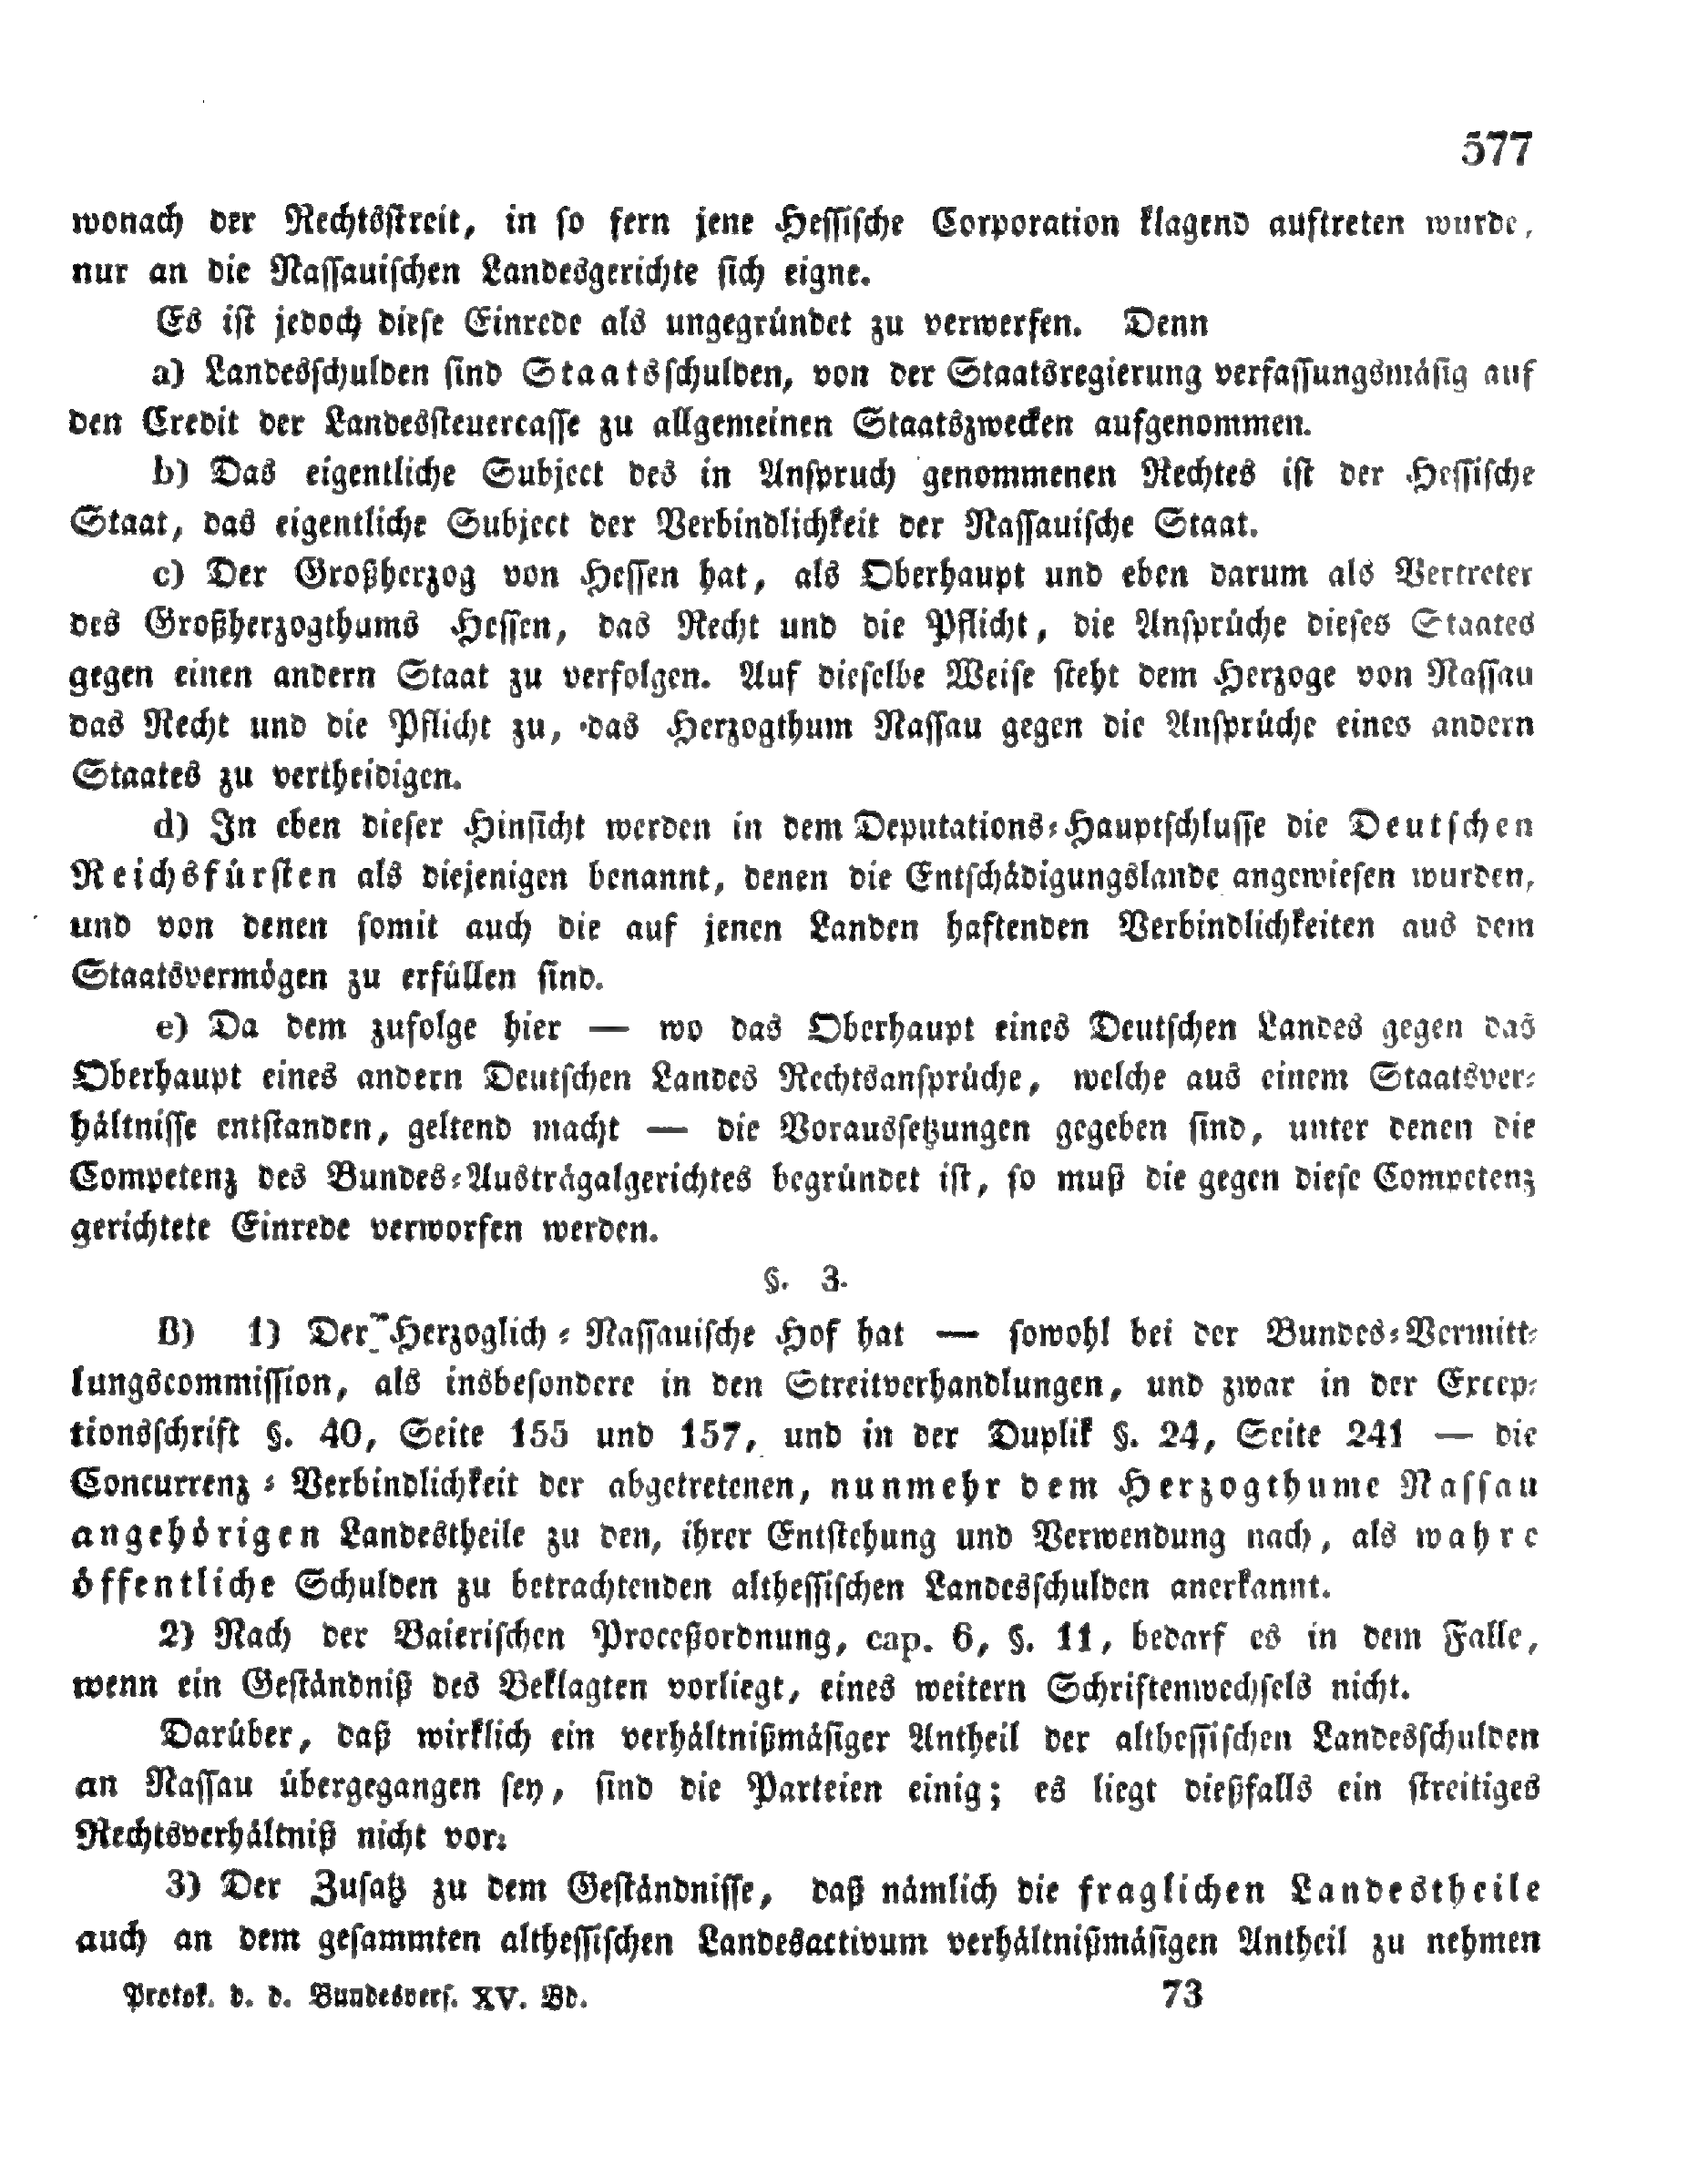 577
wonach der Rechtsstreit, in so fern jene Hessische Corporation klagend auftreten wurde,
nur an die Nassauischen Landesgerichte sich eigne.
Es ist jedoch diese Einrede als ungegründet zu verwerfen. Denn
a) Landesschulden sind Staatsschulden, von der Staatsregierung verfassungsmäsig auf
den Credit der Landessteuercasse zu allgemeinen Staatszwecken aufgenommen.
b) Das eigentliche Subject des in Anspruch genommenen Rechtes ist der Hessische
Staat, das eigentliche Subject der Verbindlichkeit der Nassauische Staat.
c) Der Großherzog von Hessen hat, als Oberhaupt und eben darum als Vertreter
des Großherzogthums Hessen, das Recht und die Pflicht, die Ansprüche dieses Staates
gegen einen andern Staat zu verfolgen. Auf dieselbe Weise steht dem Herzoge von Nassau
das Recht und die Pflicht zu, das Herzogthum Nassau gegen die Ansprüche eines andern
Staates zu vertheidigen.
d) In eben dieser Hinsicht werden in dem Deputations-Hauptschlusse die Deutschen
Reichsfürsten als diejenigen benannt, denen die Entschädigungslande angewiesen wurden,
und von denen somit auch die auf jenen Landen haftenden Verbindlichkeiten aus dem
Staatsvermögen zu erfüllen sind.
e) Da dem zufolge hier — wo das Oberhaupt eines Deutschen Landes gegen das
Oberhaupt eines andern Deutschen Landes Rechtsansprüche, welche aus einem Staatsver-
hältnisse entstanden, geltend macht — die Voraussetzungen gegeben sind, unter denen die
Competenz des Bundes-Austrägalgerichtes begründet ist, so muß die gegen diese Competenz
gerichtete Einrede verworfen werden.
§. 3.
B) 1) Der Herzoglich-Nassauische Hof hat — sowohl bei der Bundes-Vermitt-
lungscommission, als insbesondere in den Streitverhandlungen, und zwar in der Excep-
tionsschrift §. 40, Seite 155 und 157, und in der Duplik §. 24, Seite 241 — die
Concurrenz-Verbindlichkeit der abgetretenen, nunmehr dem Herzogthume Nassau
angehörigen Landestheile zu den, ihrer Entstehung und Verwendung nach, als wahre
öffentliche Schulden zu betrachtenden althessischen Landesschulden anerkannt.
2) Nach der Baierischen Proceßordnung, cap. 6, §. 11, bedarf es in dem Falle,
wenn ein Geständniß des Beklagten vorliegt, eines weitern Schriftenwechsels nicht.
Darüber, daß wirklich ein verhältnißmäsiger Antheil der althessischen Landesschulden
an Nassau übergegangen sey, sind die Parteien einig; es liegt dießfalls ein streitiges
Rechtsverhältniß nicht vor.
3) Der Zusatz zu dem Geständnisse, daß nämlich die fraglichen Landestheile
auch an dem gesammten althessischen Landesactivum verhältnißmäsigen Antheil zu nehmen
Protok. d. d. Bundesvers. XV. Bd. 73